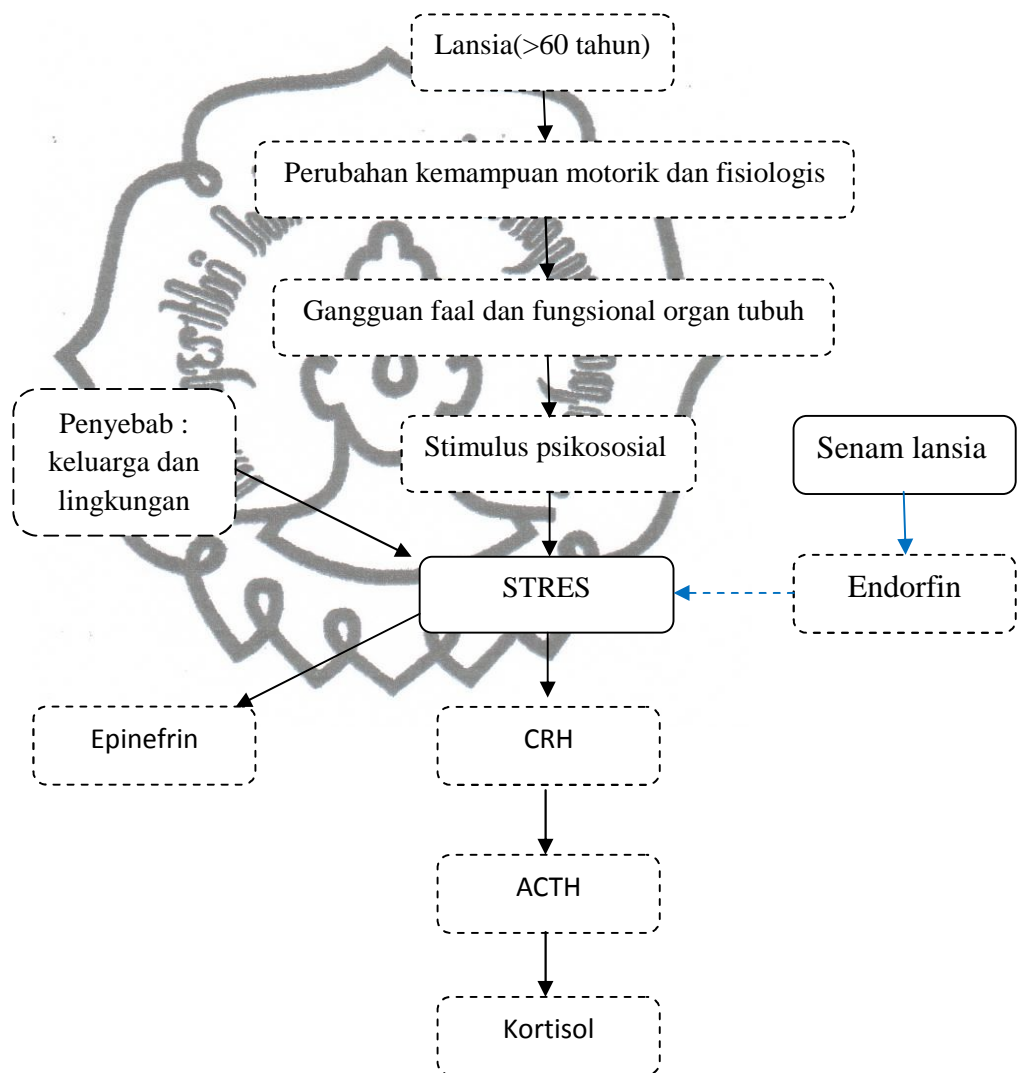 Lansia(>60 tahun)
Perubahan kemampuan motorik dan fisiologis
Gangguan faal dan fungsional organ tubuh
Penyebab :
keluarga dan
lingkungan
Stimulus psikososial
Senam lansia
STRES
Endorfin
Epinefrin
CRH
ACTH
Kortisol